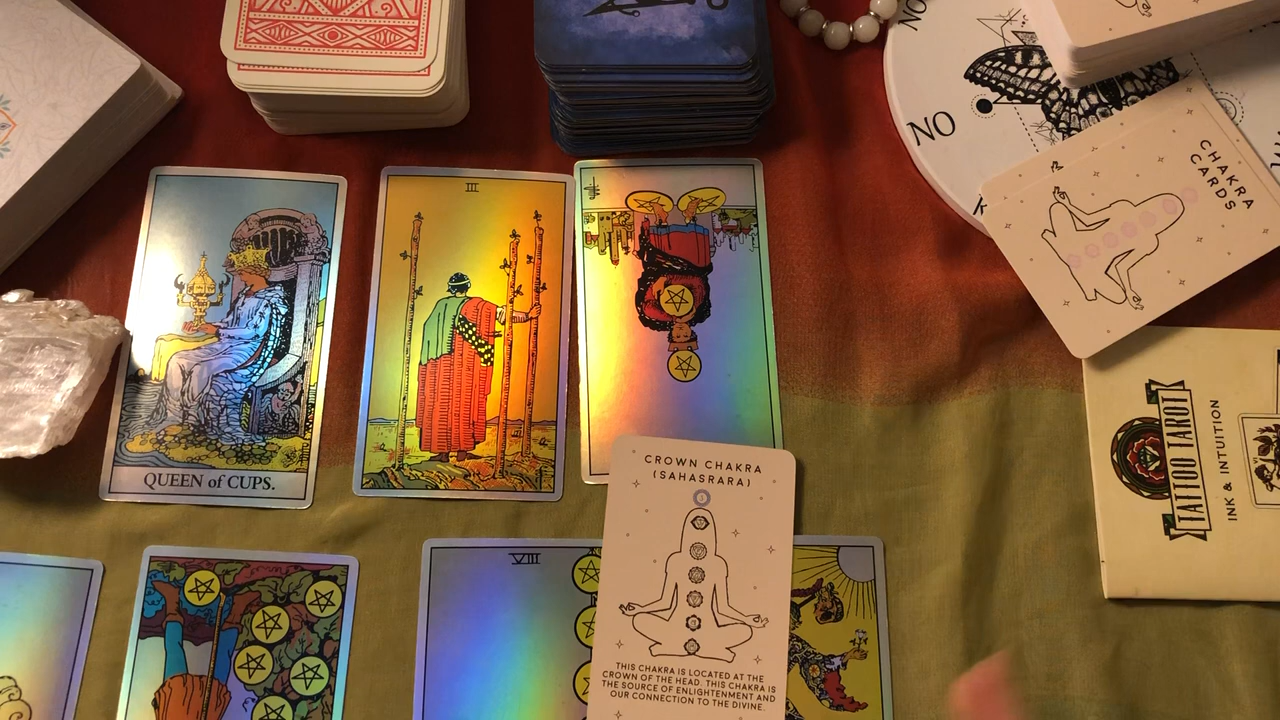 NO
NO
CHAKRA
CARDS
III
QUEEN of CUPS.
TATTOO TAROT
INK & INTUITION
CROWN CHAKRA
(SAHASRARA)
VIII
THIS CHAKRA IS LOCATED AT THE
CROWN OF THE HEAD. THIS CHAKRA IS
THE SOURCE OF ENLIGHTENMENT AND
OUR CONNECTION TO THE DIVINE.